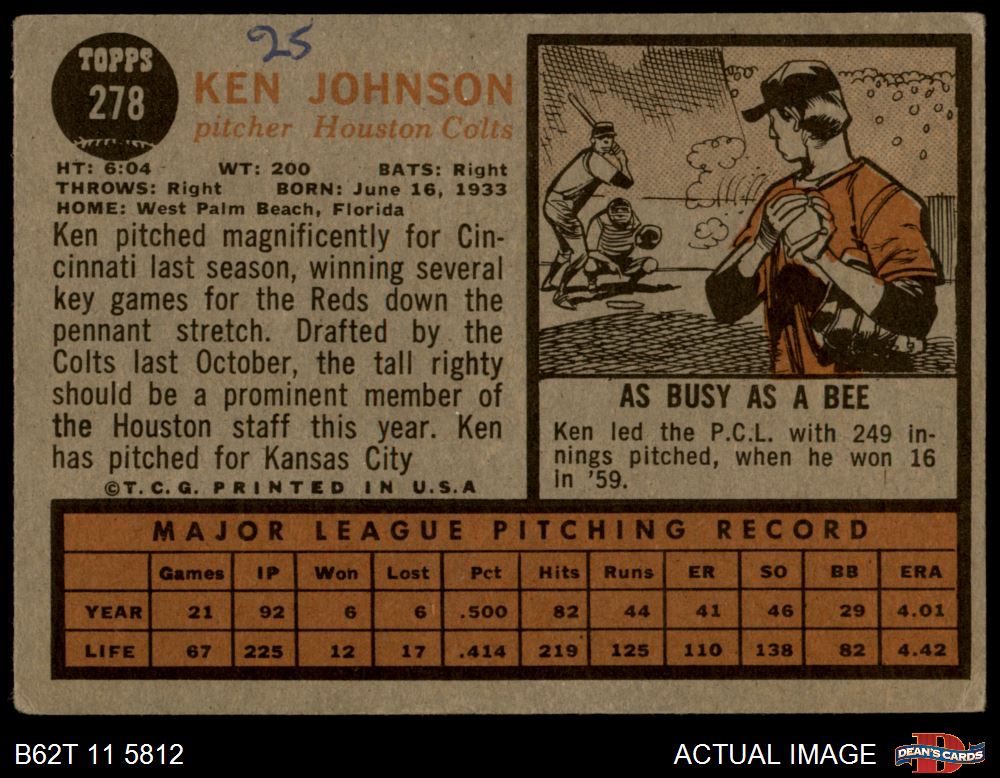 25
TOPPS
278
KEN JOHNSON
pitcher Houston Colts
HT: 6:04 WT: 200 BATS: Right
THROWS: Right BORN: June 16, 1933
HOME: West Palm Beach, Florida
Ken pitched magnificently for Cin-
cinnati last season, winning several
key games for the Reds down the
pennant stretch. Drafted by the
Colts last October, the tall righty
should be a prominent member of
the Houston staff this year. Ken
has pitched for Kansas City
©T.C.G. PRINTED IN U.S.A
AS BUSY AS A BEE
Ken led the P.C.L. with 249 in-
nings pitched, when he won 16
in '59.
MAJOR LEAGUE PITCHING RECORD
Games IP Won Lost Pct Hits Runs ER SO BB ERA
YEAR 21 92 6 6 .500 82 44 41 46 29 4.01
LIFE 67 225 12 17 .414 219 125 110 138 82 4.42
B62T 11 5812
ACTUAL IMAGE
D
DEAN'S CARDS